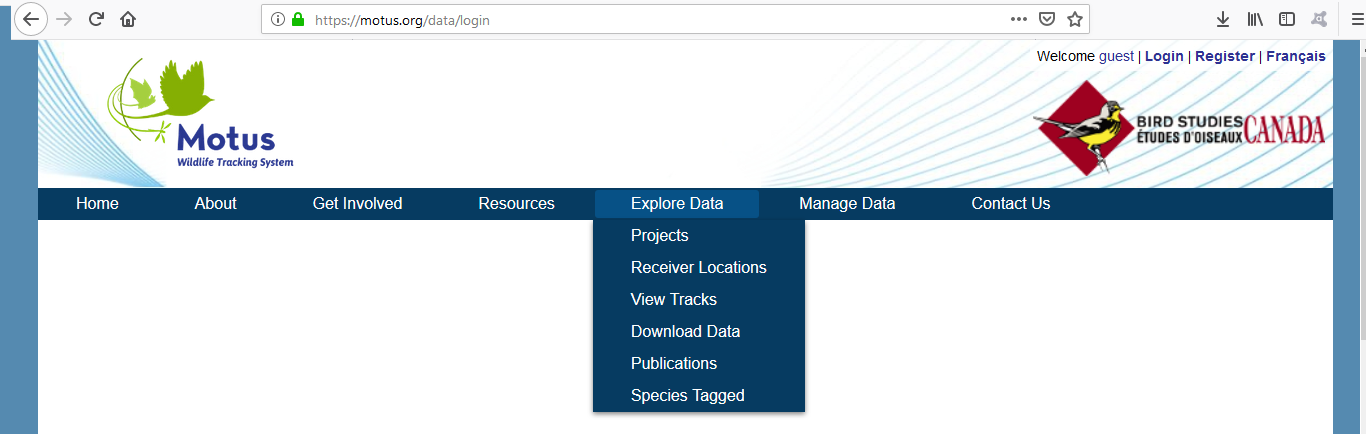 https://motus.org/data/login
Welcome guest | Login | Register | Français
Motus
Wildlife Tracking System
BIRD STUDIES
ÉTUDES D'OISEAUX
CANADA
Home About Get Involved Resources Explore Data Manage Data Contact Us
Projects
Receiver Locations
View Tracks
Download Data
Publications
Species Tagged